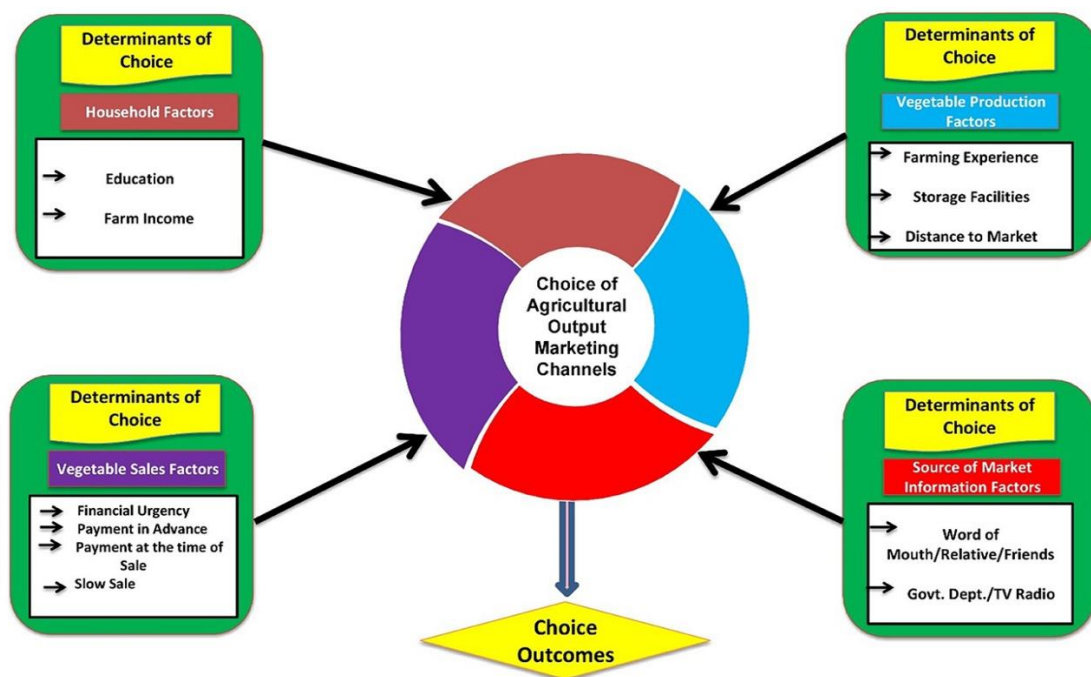 Determinants of
Choice
Household Factors
Education
Farm Income
Determinants of
Choice
Vegetable Production
Factors
Farming Experience
Storage Facilities
Distance to Market
Choice of
Agricultural
Output
Marketing
Channels
Determinants of
Choice
Vegetable Sales Factors
Financial Urgency
Payment in Advance
Payment at the time of
Sale
Slow Sale
Determinants of
Choice
Source of Market
Information Factors
Word of
Mouth/Relative/Friends
Govt. Dept./TV Radio
Choice
Outcomes